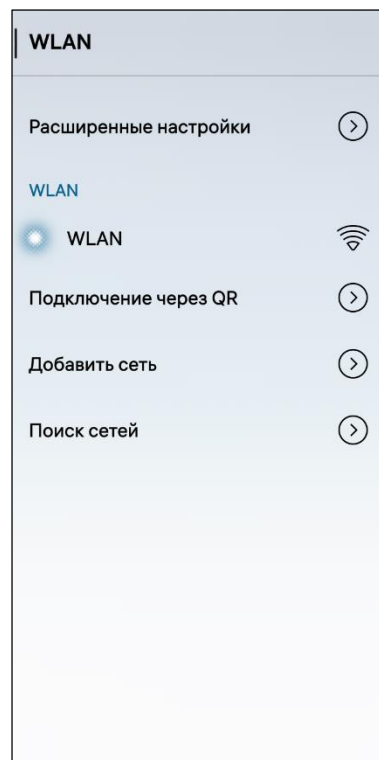 WLAN
Расширенные настройки
WLAN
WLAN
Подключение через QR
Добавить сеть
Поиск сетей